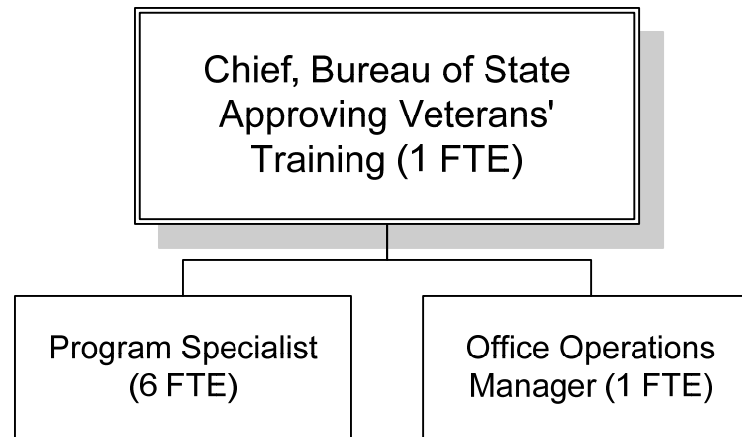 Chief, Bureau of State
Approving Veterans'
Training (1 FTE)
Program Specialist
(6 FTE)
Office Operations
Manager (1 FTE)